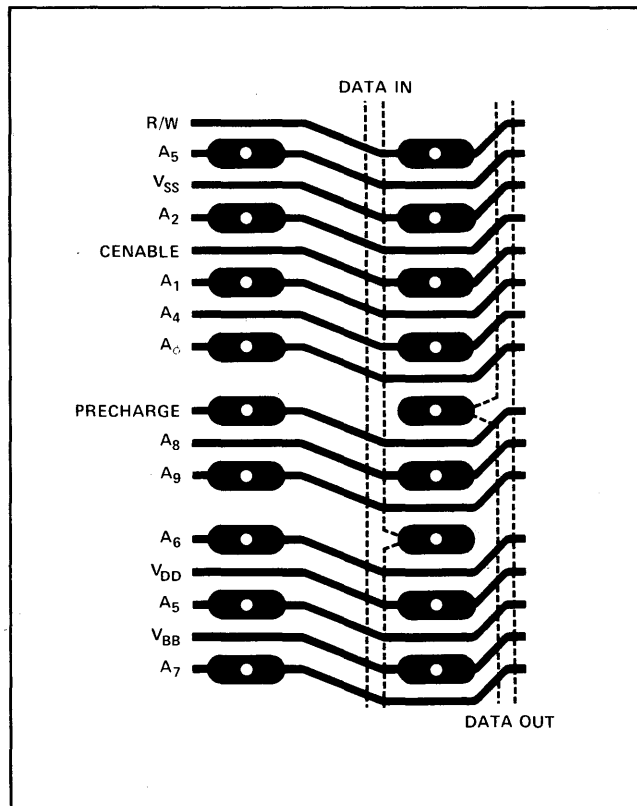 DATA IN
R/W
A5
VSS
A2
CENABLE
A1
A4
A0
PRECHARGE
A8
A9
A6
VDD
A5
VBB
A7
DATA OUT